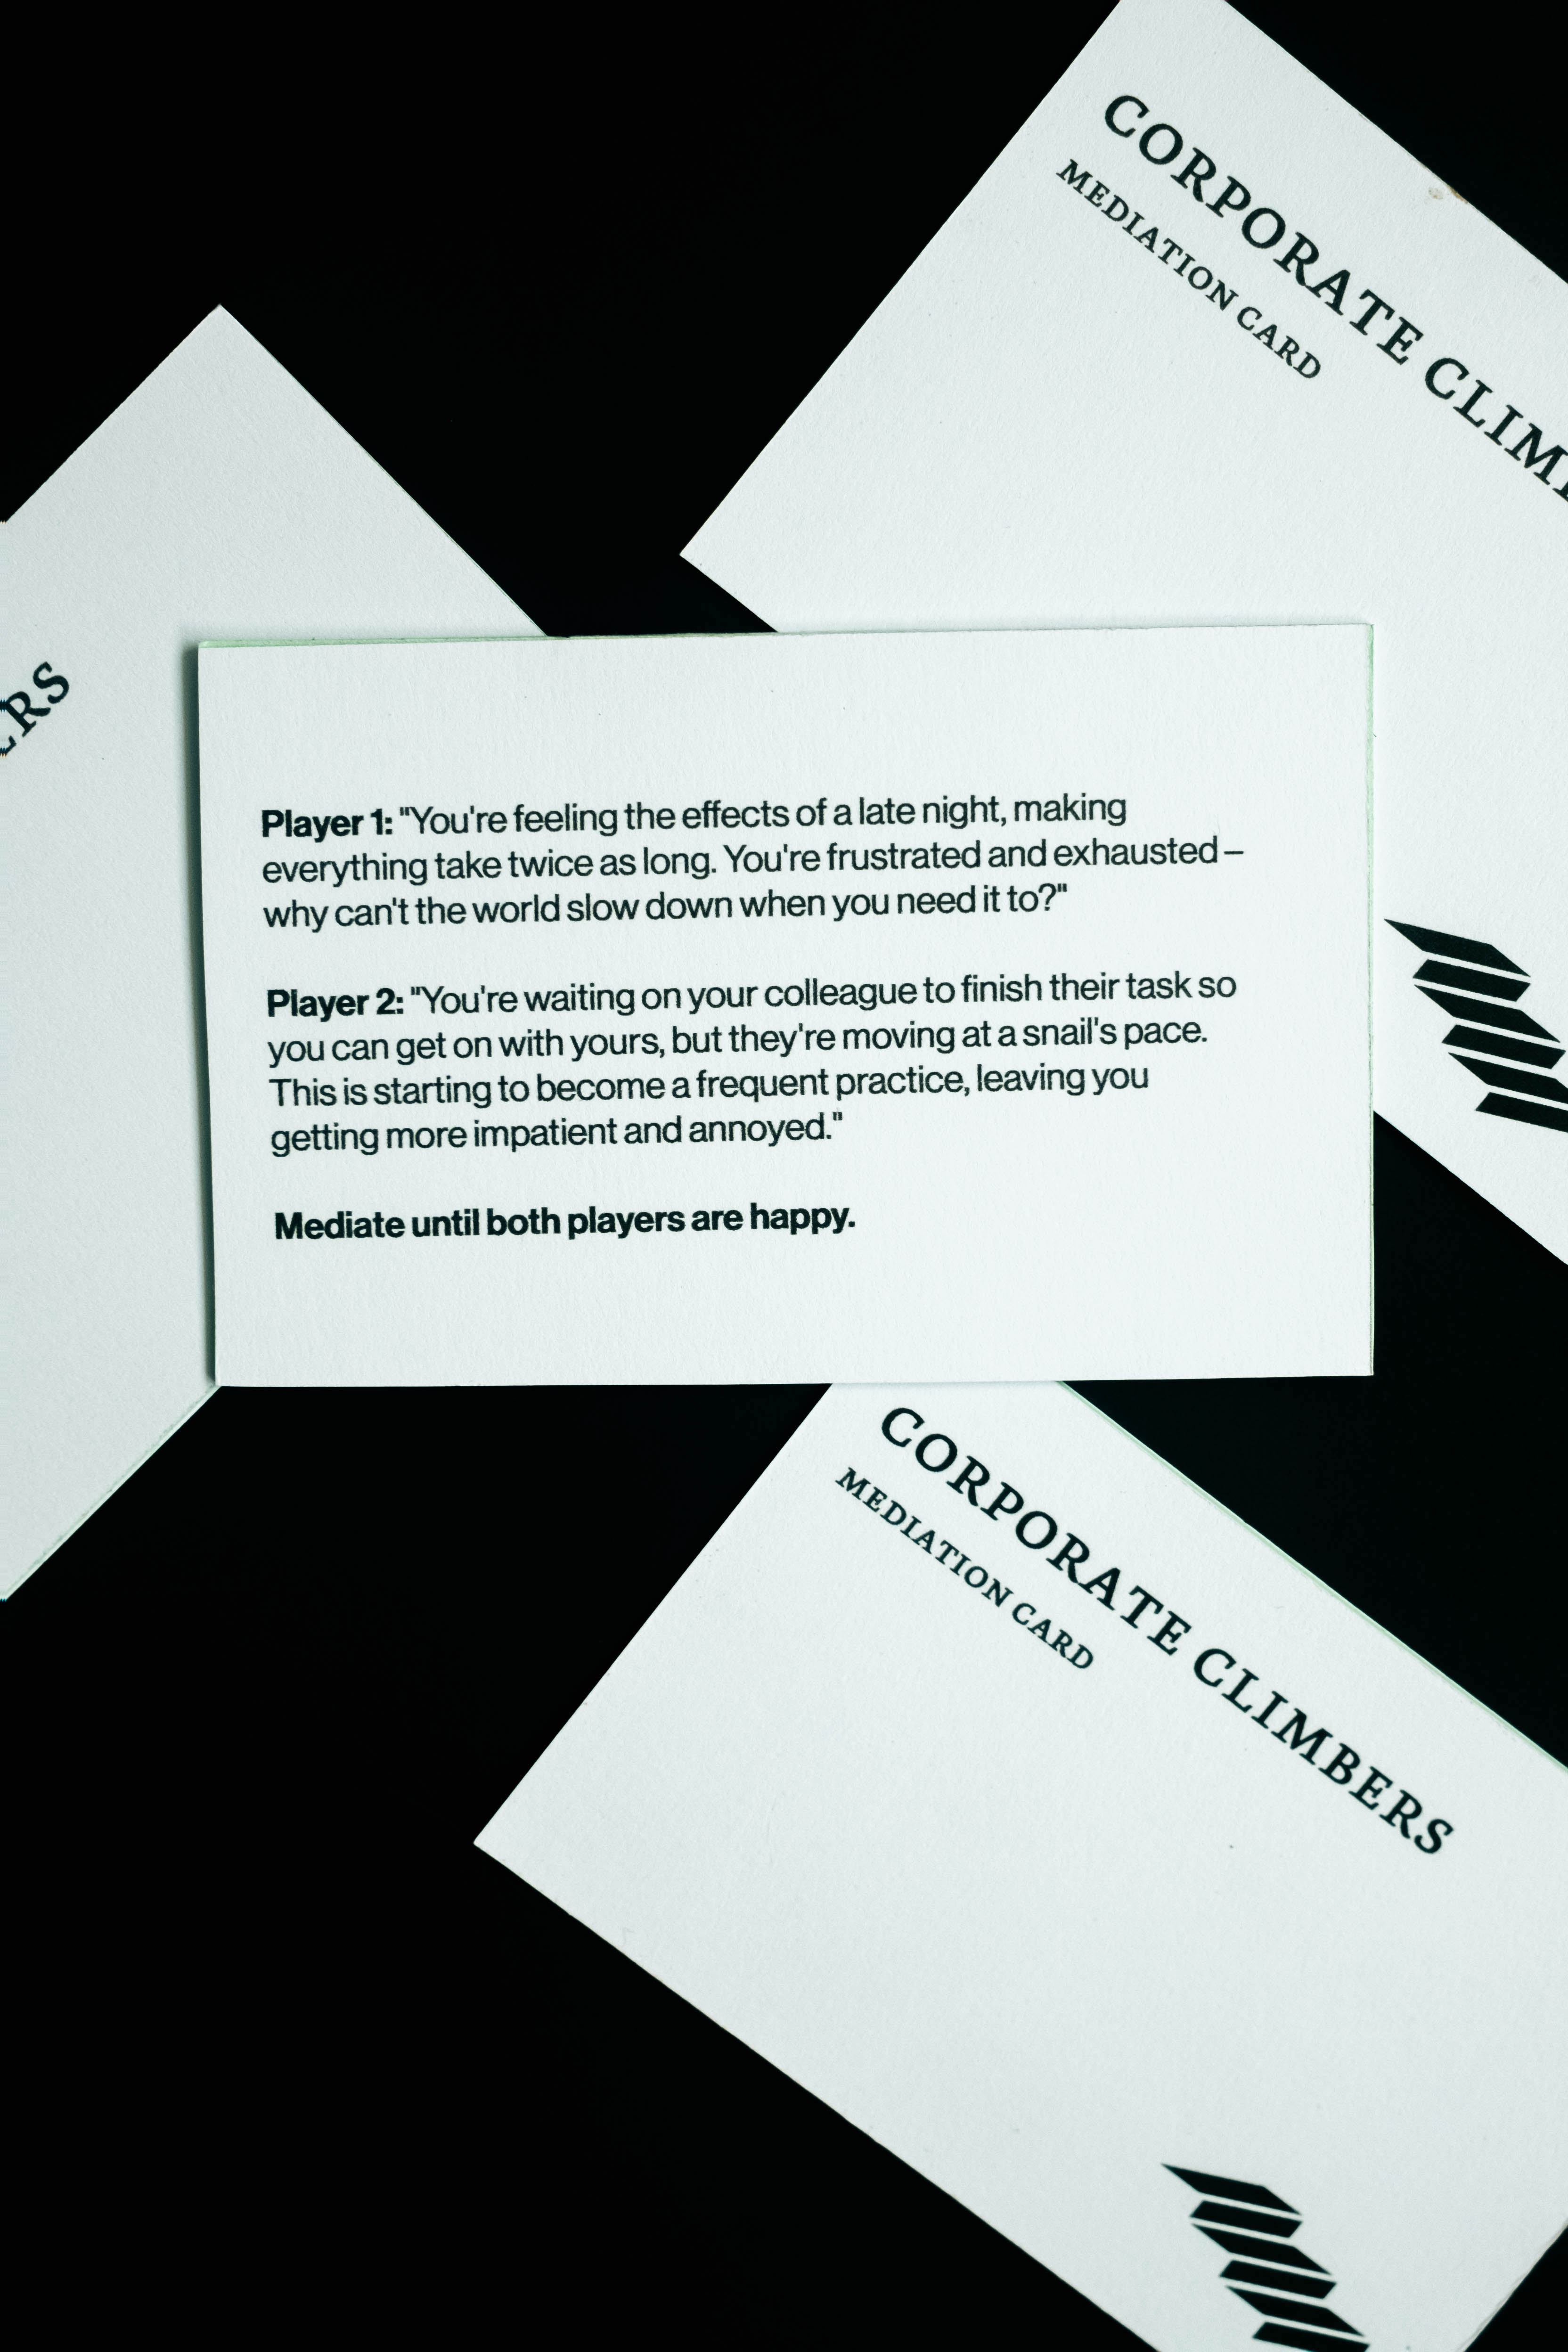 CORPORATE
MEDIATION CARD
Player 1: "You're feeling the effects of a late night, making
everything take twice as long. You're frustrated and exhausted –
why can't the world slow down when you need it to?"
Player 2: "You're waiting on your colleague to finish their task so
you can get on with yours, but they're moving at a snail's pace.
This is starting to become a frequent practice, leaving you
getting more impatient and annoyed."
Mediate until both players are happy.
CORPORATE CLIMBERS
MEDIATION CARD